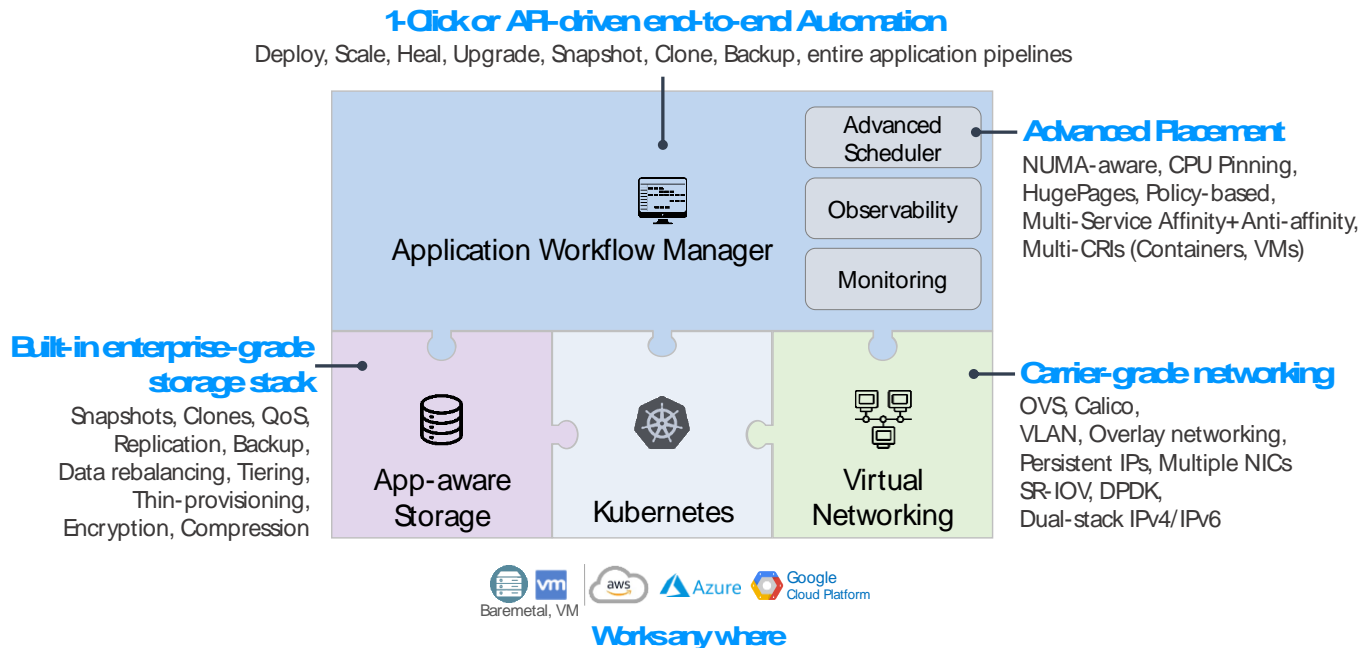 1-Click or API-driven end-to-end Automation
Deploy, Scale, Heal, Upgrade, Snapshot, Clone, Backup, entire application pipelines
Advanced
Scheduler
Observability
Monitoring
Application Workflow Manager
Advanced Placement
NUMA-aware, CPU Pinning,
HugePages, Policy-based,
Multi-Service Affinity+Anti-affinity,
Multi-CRIs (Containers, VMs)
Built-in enterprise-grade
storage stack
Snapshots, Clones, QoS,
Replication, Backup,
Data rebalancing, Tiering,
Thin-provisioning,
Encryption, Compression
App-aware
Storage
Kubernetes
Virtual
Networking
Carrier-grade networking
OVS, Calico,
VLAN, Overlay networking,
Persistent IPs, Multiple NICs
SR-IOV, DPDK,
Dual-stack IPv4/IPv6
vm
Baremetal, VM
aws
Azure
Google
Cloud Platform
Works any where